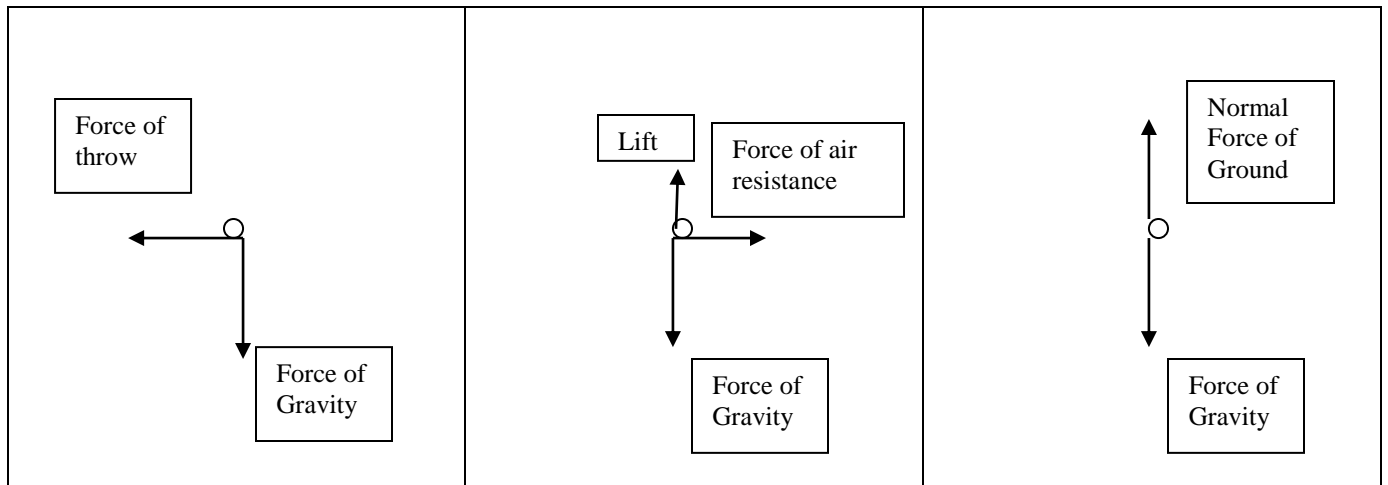 Force of
throw
Force of
Gravity
Lift
Force of air
resistance
Force of
Gravity
Normal
Force of
Ground
Force of
Gravity